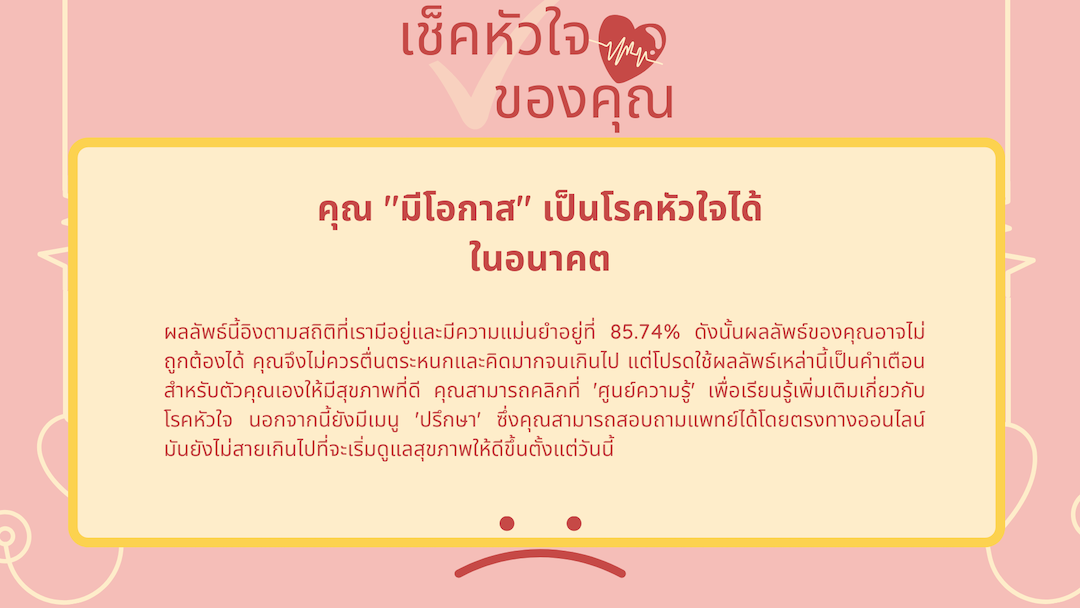 เช็คหัวใจ
ของคุณ
คุณ "มีโอกาส" เป็นโรคหัวใจได้
ในอนาคต
ผลลัพธ์นี้อิงตามสถิติที่เรามีอยู่และมีความแม่นยำอยู่ที่ 85.74% ดังนั้นผลลัพธ์ของคุณอาจไม่
ถูกต้องได้ คุณจึงไม่ควรตื่นตระหนกและคิดมากจนเกินไป แต่โปรดใช้ผลลัพธ์เหล่านี้เป็นคำเตือน
สำหรับตัวคุณเองให้มีสุขภาพที่ดี คุณสามารถคลิกที่ 'ศูนย์ความรู้' เพื่อเรียนรู้เพิ่มเติมเกี่ยวกับ
โรคหัวใจ นอกจากนี้ยังมีเมนู 'ปรึกษา' ซึ่งคุณสามารถสอบถามแพทย์ได้โดยตรงทางออนไลน์
มันยังไม่สายเกินไปที่จะเริ่มดูแลสุขภาพให้ดีขึ้นตั้งแต่วันนี้